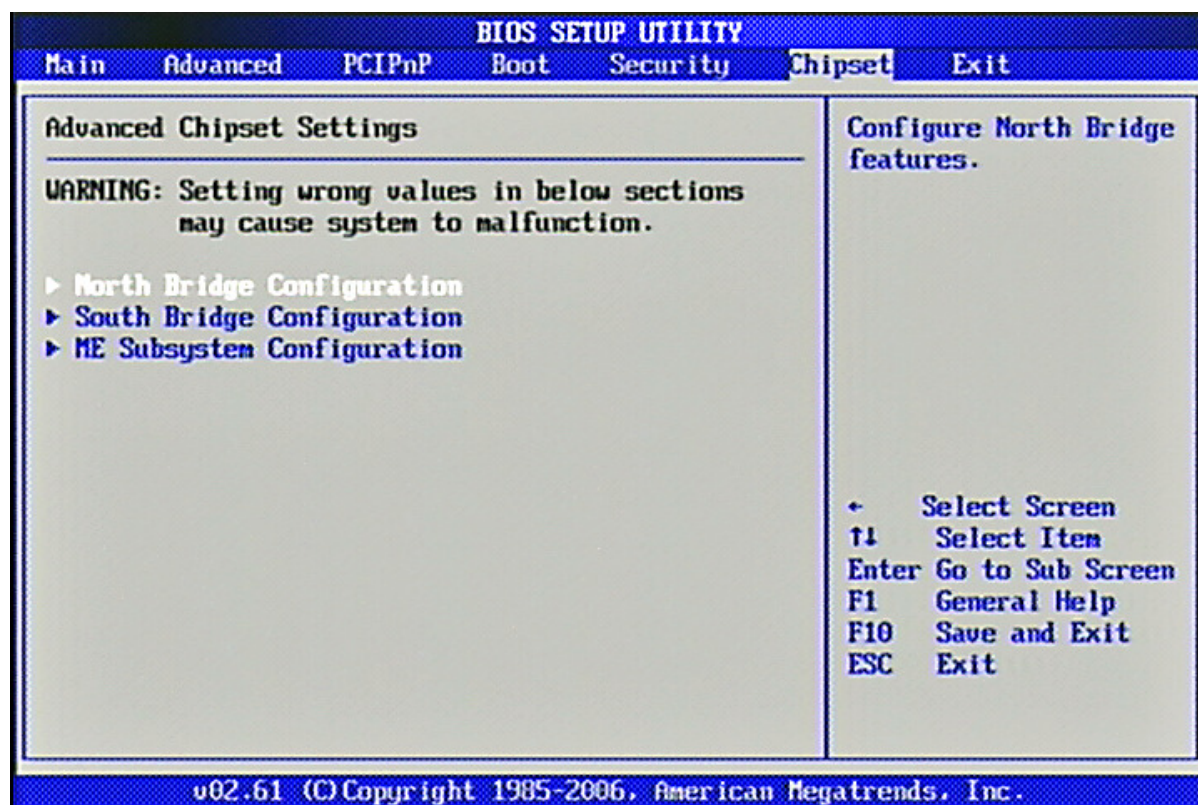 BIOS SETUP UTILITY
Main Advanced PCIPnP Boot Security Chipset Exit
Advanced Chipset Settings
WARNING: Setting wrong values in below sections
may cause system to malfunction.
▶ North Bridge Configuration
▶ South Bridge Configuration
▶ ME Subsystem Configuration
Configure North Bridge
features.
← Select Screen
↑↓ Select Item
Enter Go to Sub Screen
F1 General Help
F10 Save and Exit
ESC Exit
v02.61 (C)Copyright 1985-2006, American Megatrends, Inc.